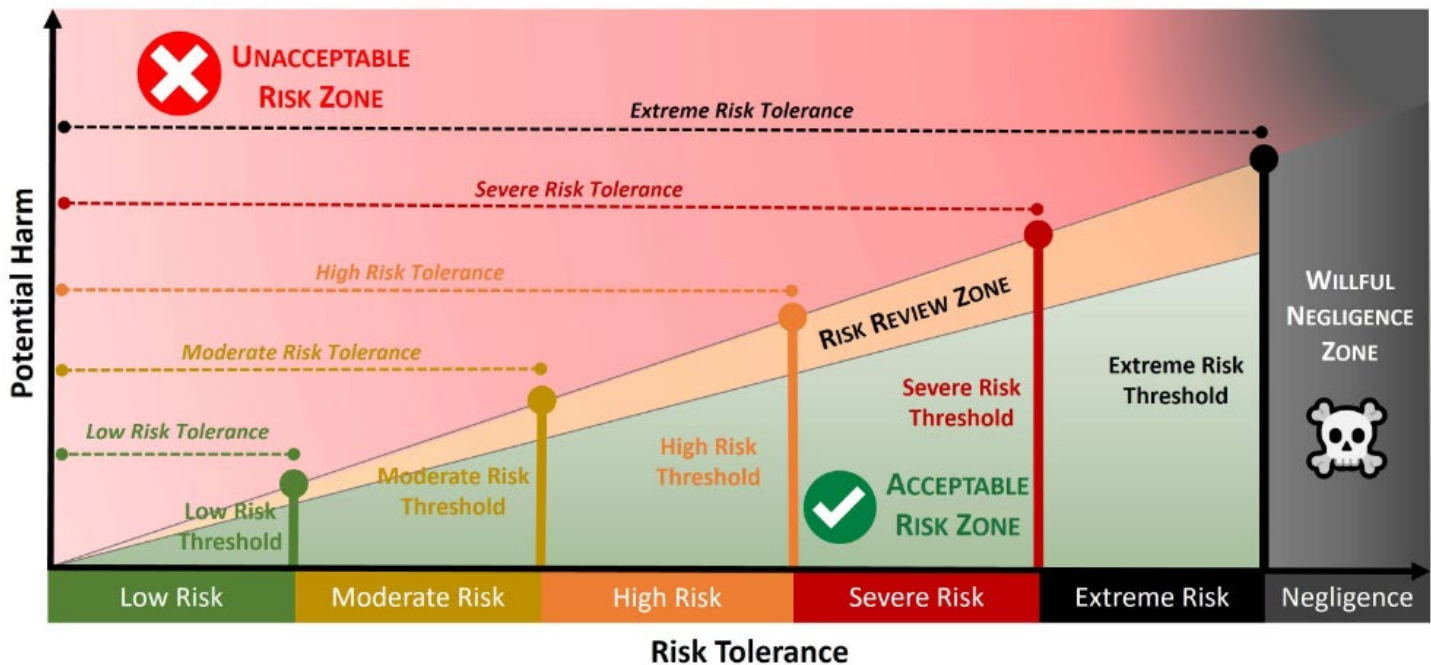 UNACCEPTABLE
RISK ZONE
Extreme Risk Tolerance
Severe Risk Tolerance
High Risk Tolerance
Moderate Risk Tolerance
Low Risk Tolerance
Potential Harm
RISK REVIEW ZONE
WILLFUL
NEGLIGENCE
ZONE
Extreme Risk
Threshold
Severe Risk
Threshold
High Risk
Threshold
Moderate Risk
Threshold
Low Risk
Threshold
ACCEPTABLE
RISK ZONE
Low Risk
Moderate Risk
High Risk
Severe Risk
Extreme Risk
Negligence
Risk Tolerance